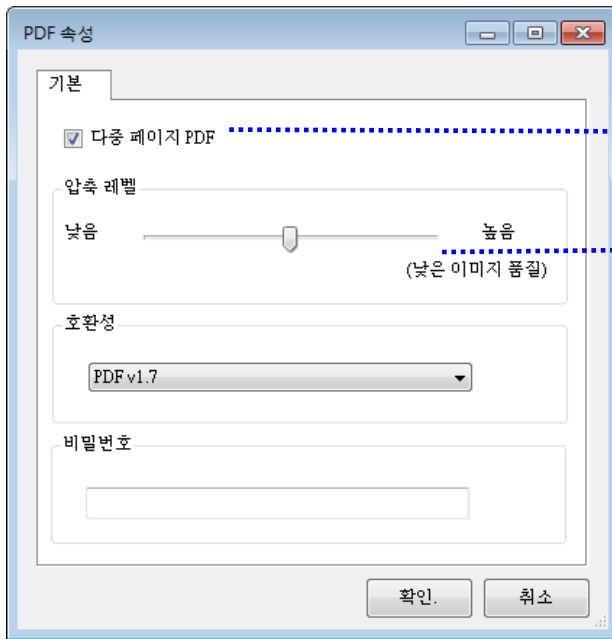 PDF 속성
기본
다중 페이지 PDF
압축 레벨
낮음 높음
(낮은 이미지 품질)
호환성
PDF v1.7
비밀번호
확인. 취소